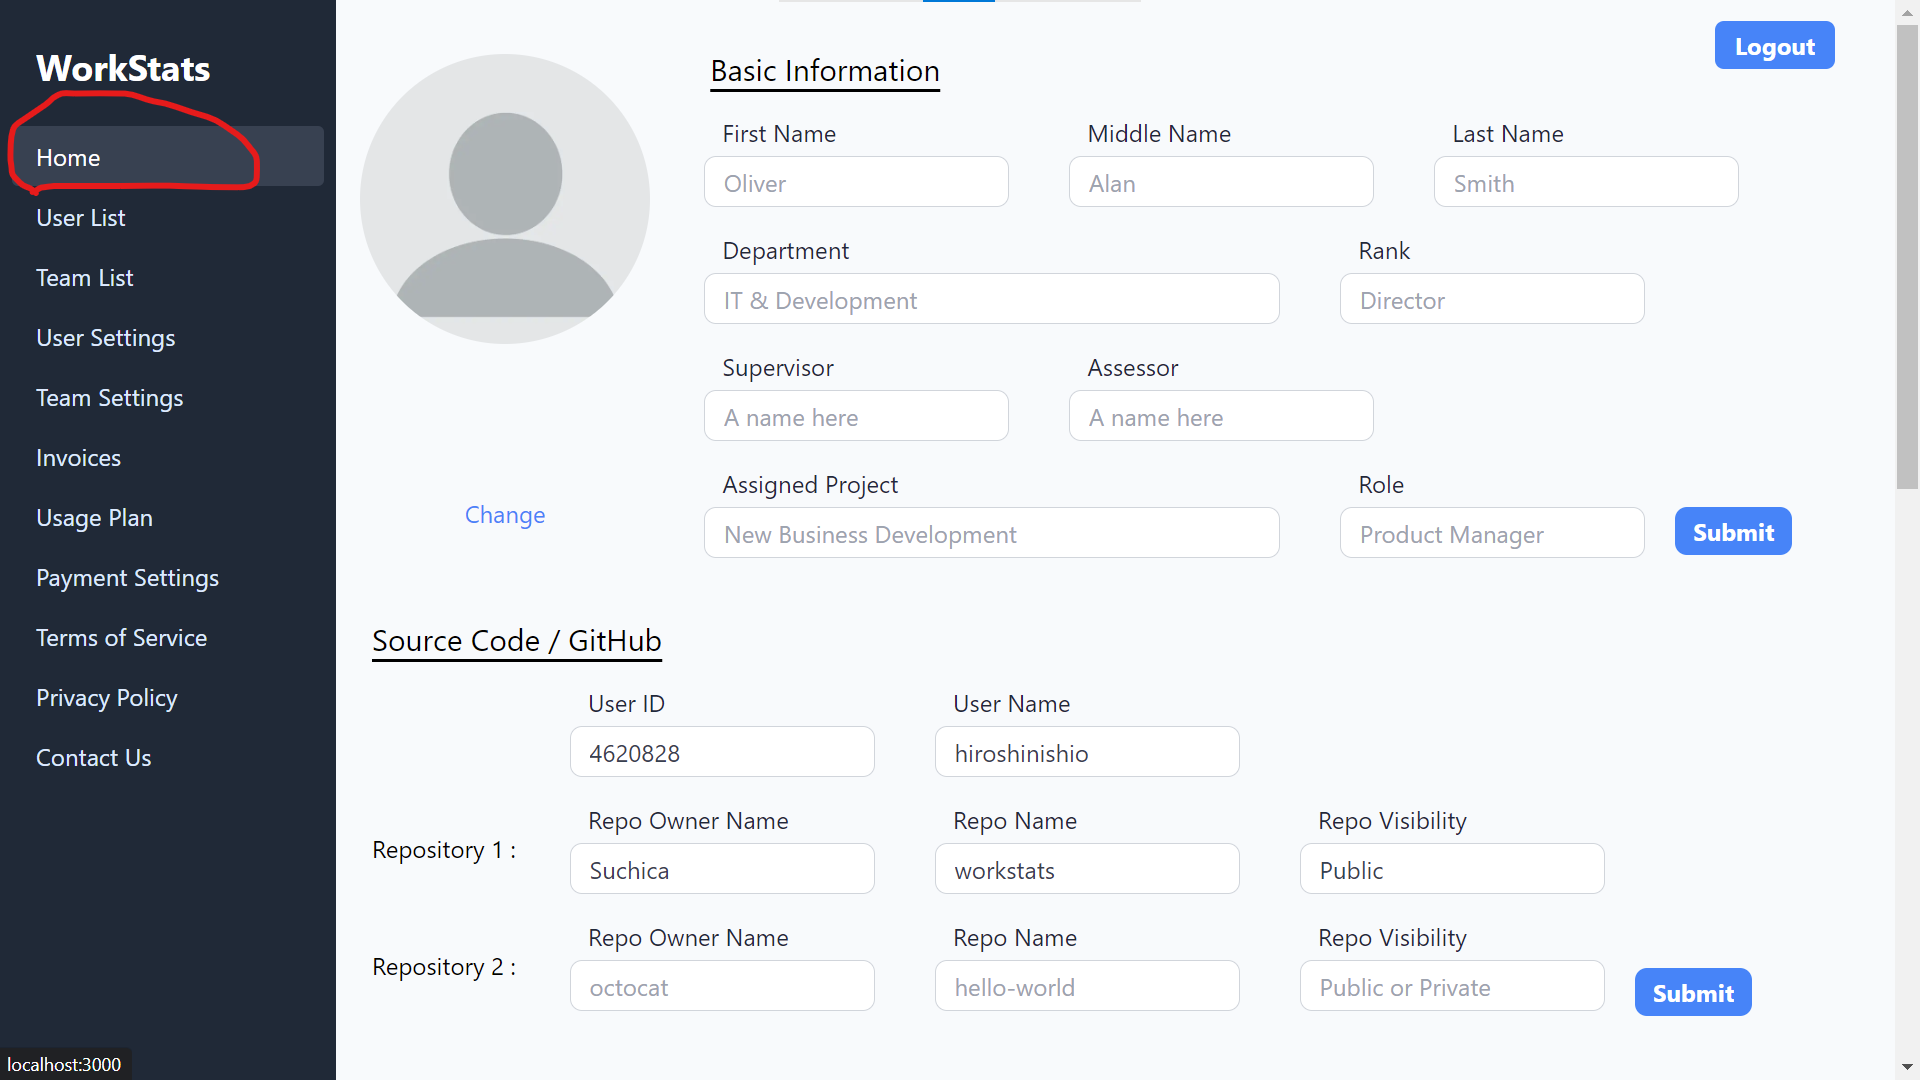 WorkStats
Home
User List
Team List
User Settings
Team Settings
Invoices
Usage Plan
Payment Settings
Terms of Service
Privacy Policy
Contact Us
localhost:3000
Logout
Basic Information
First Name Middle Name Last Name
Oliver Alan Smith
Department Rank
IT & Development Director
Supervisor Assessor
A name here A name here
Assigned Project Role
Change New Business Development Product Manager Submit
Source Code / GitHub
User ID User Name
4620828 hiroshinishio
Repo Owner Name Repo Name Repo Visibility
Repository 1 : Suchica workstats Public
Repo Owner Name Repo Name Repo Visibility
Repository 2 : octocat hello-world Public or Private Submit